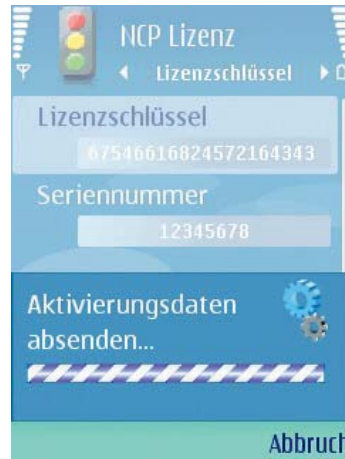 NCP Lizenz
Lizenzschlüssel
Lizenzschlüssel
67546616824572164343
Seriennummer
12345678
Aktivierungsdaten
absenden...
Abbruch